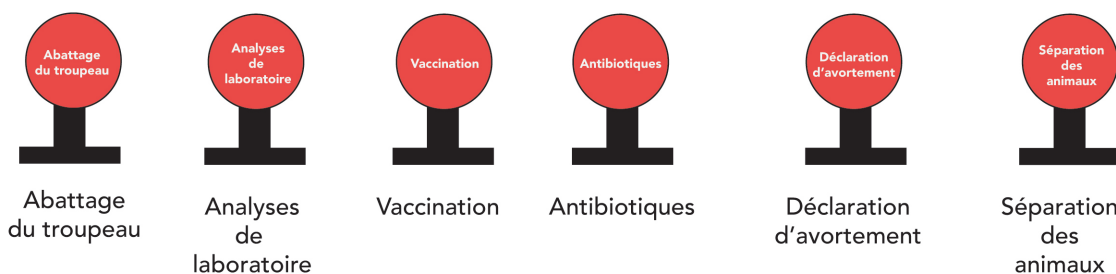 Abattage
du troupeau
Analyses
de
laboratoire
Vaccination
Antibiotiques
Déclaration
d'avortement
Séparation
des
animaux
Abattage
du troupeau
Analyses
de
laboratoire
Vaccination
Antibiotiques
Déclaration
d'avortement
Séparation
des
animaux